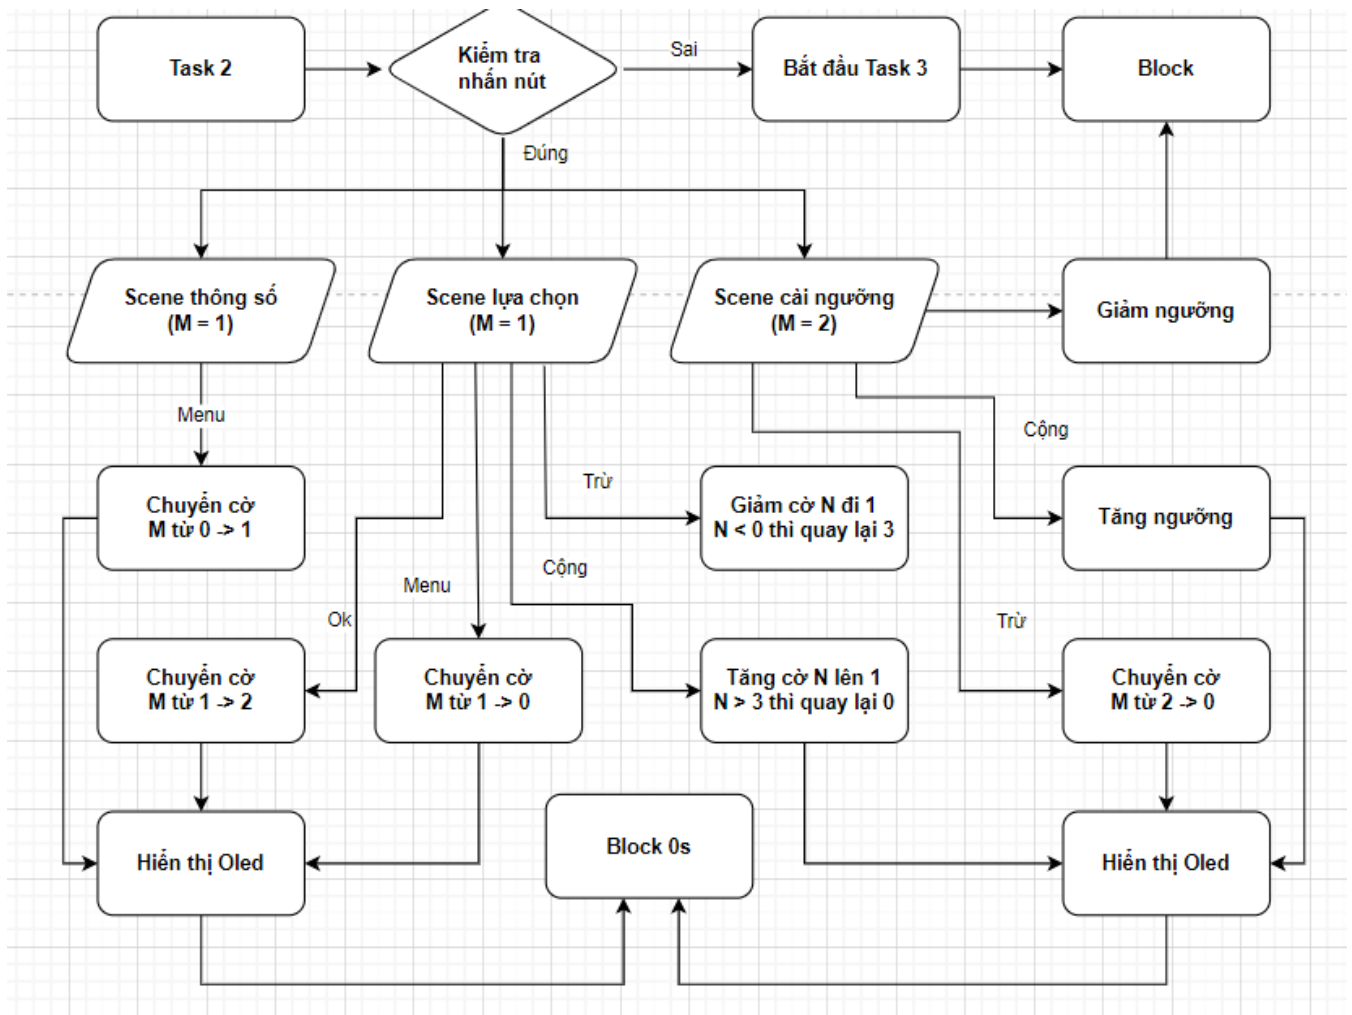 Task 2
Kiểm tra
nhấn nút
Sai
Bắt đầu Task 3
Block
Đúng
Scene thông số
(M = 1)
Scene lựa chọn
(M = 1)
Scene cài ngưỡng
(M = 2)
Giảm ngưỡng
Menu
Cộng
Trừ
Chuyển cờ
M từ 0 -> 1
Giảm cờ N đi 1
N < 0 thì quay lại 3
Tăng ngưỡng
Cộng
Menu
Ok
Trừ
Chuyển cờ
M từ 1 -> 2
Chuyển cờ
M từ 1 -> 0
Tăng cờ N lên 1
N > 3 thì quay lại 0
Chuyển cờ
M từ 2 -> 0
Block 0s
Hiển thị Oled
Hiển thị Oled